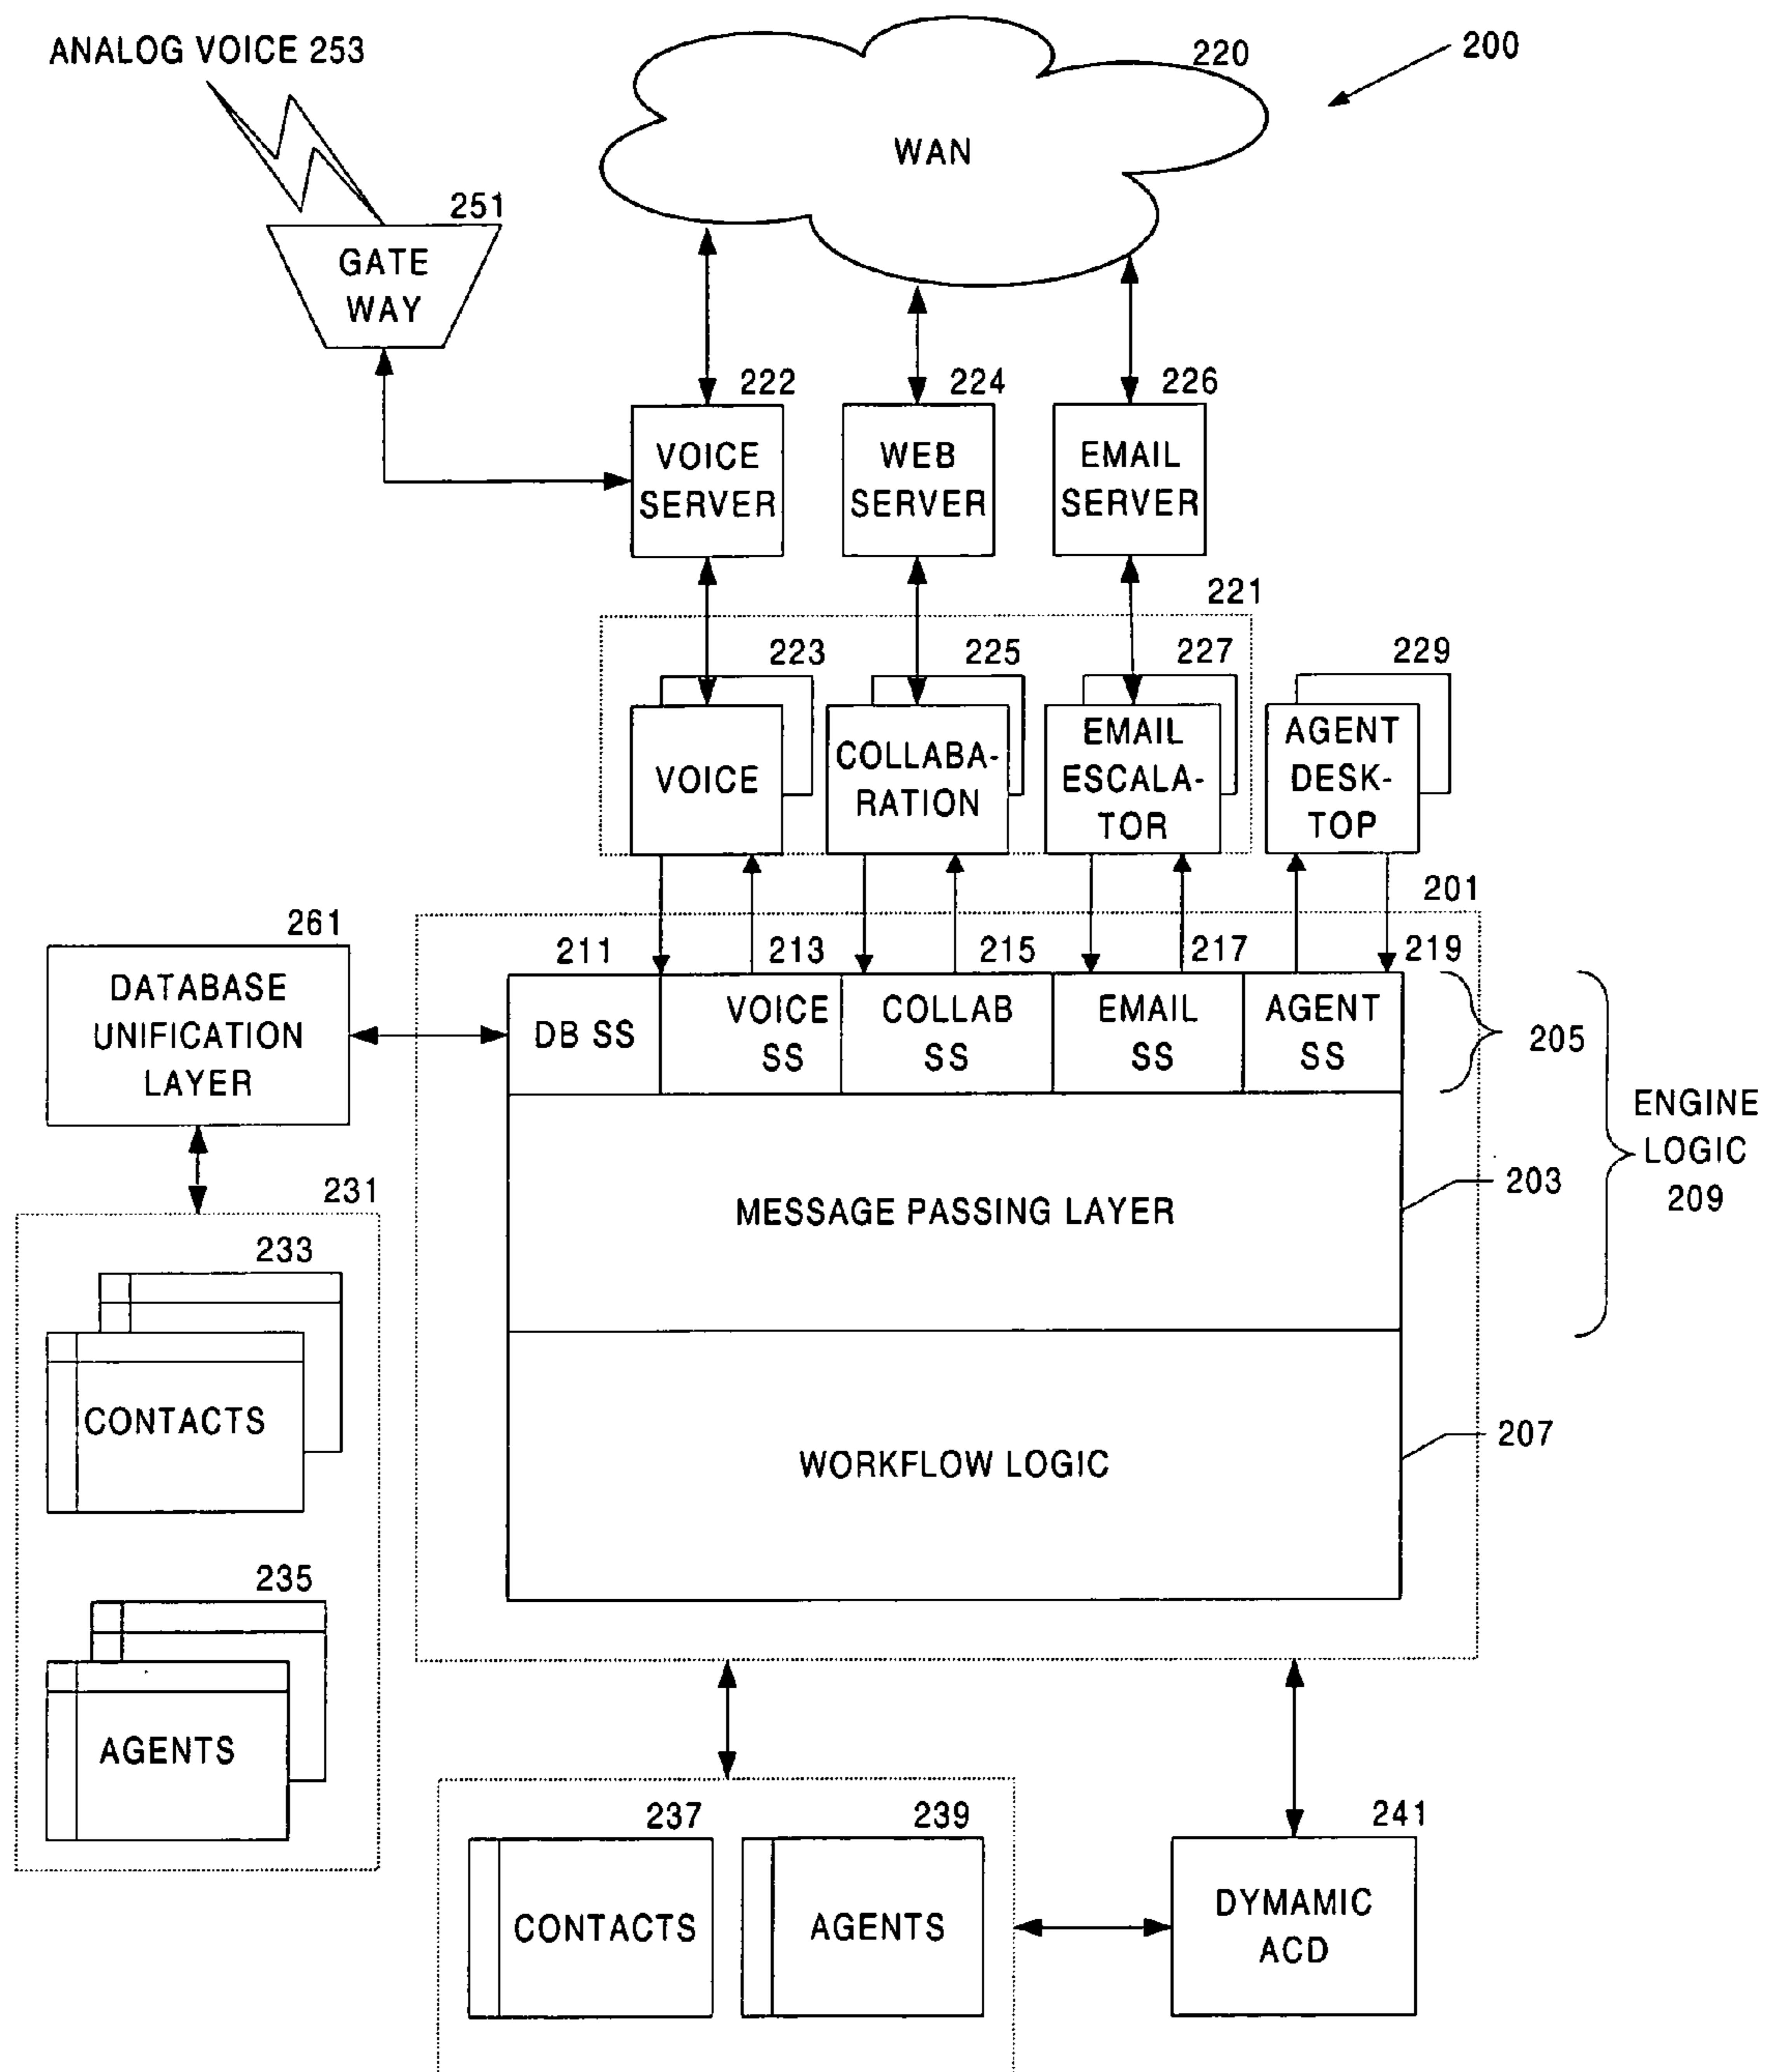 ANALOG VOICE 253
220
200
WAN
251
GATE
WAY
222
224
226
VOICE
SERVER
WEB
SERVER
EMAIL
SERVER
221
223
225
227
229
VOICE
COLLABA-
RATION
EMAIL
ESCALA-
TOR
AGENT
DESK-
TOP
201
261
211
213
215
217
219
DATABASE
UNIFICATION
LAYER
DB SS
VOICE
SS
COLLAB
SS
EMAIL
SS
AGENT
SS
205
ENGINE
LOGIC
209
MESSAGE PASSING LAYER
203
231
233
CONTACTS
WORKFLOW LOGIC
207
235
AGENTS
237
239
241
CONTACTS
AGENTS
DYMAMIC
ACD